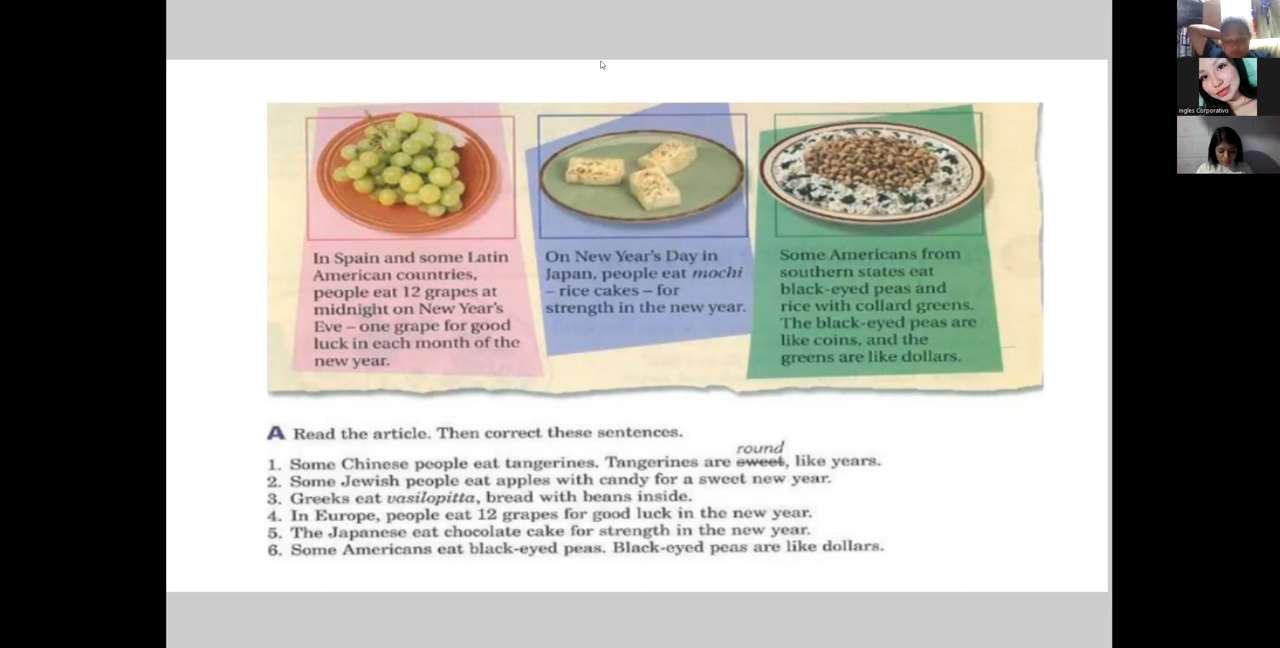 In Spain and some Latin
American countries,
people eat 12 grapes at
midnight on New Year's
Eve – one grape for good
luck in each month of the
new year.
On New Year's Day in
Japan, people eat mochi
– rice cakes – for
strength in the new year.
Some Americans from
southern states eat
black-eyed peas and
rice with collard greens.
The black-eyed peas are
like coins, and the
greens are like dollars.
A Read the article. Then correct these sentences.
round
1. Some Chinese people eat tangerines. Tangerines are sweet, like years.
2. Some Jewish people eat apples with candy for a sweet new year.
3. Greeks eat vasilopitta, bread with beans inside.
4. In Europe, people eat 12 grapes for good luck in the new year.
5. The Japanese eat chocolate cake for strength in the new year.
6. Some Americans eat black-eyed peas. Black-eyed peas are like dollars.
Ingles Corporativo